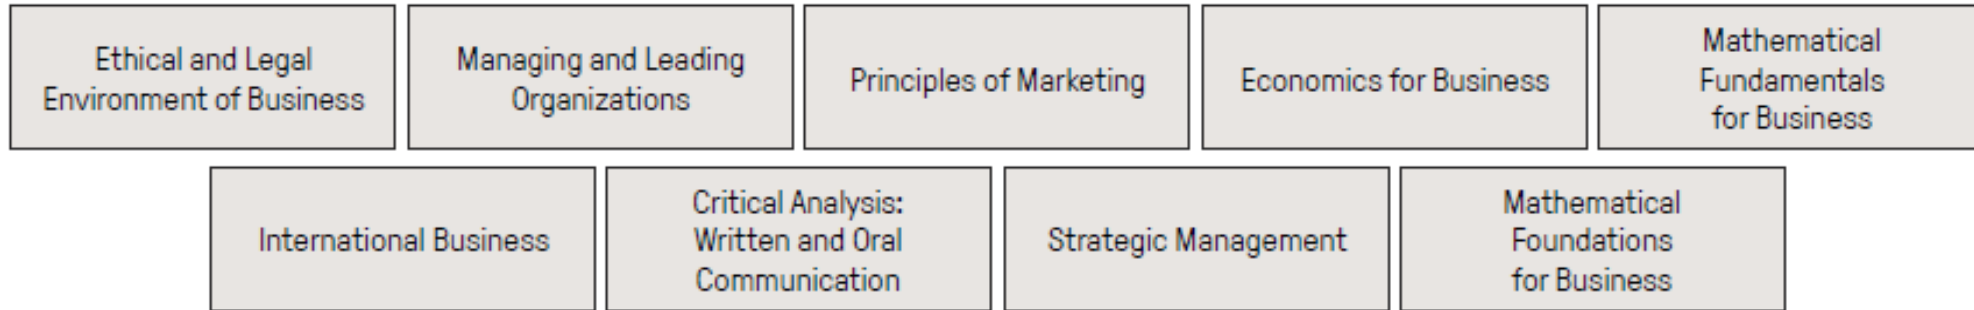 Ethical and Legal
Environment of Business
Managing and Leading
Organizations
Principles of Marketing
Economics for Business
Mathematical
Fundamentals
for Business
International Business
Critical Analysis:
Written and Oral
Communication
Strategic Management
Mathematical
Foundations
for Business